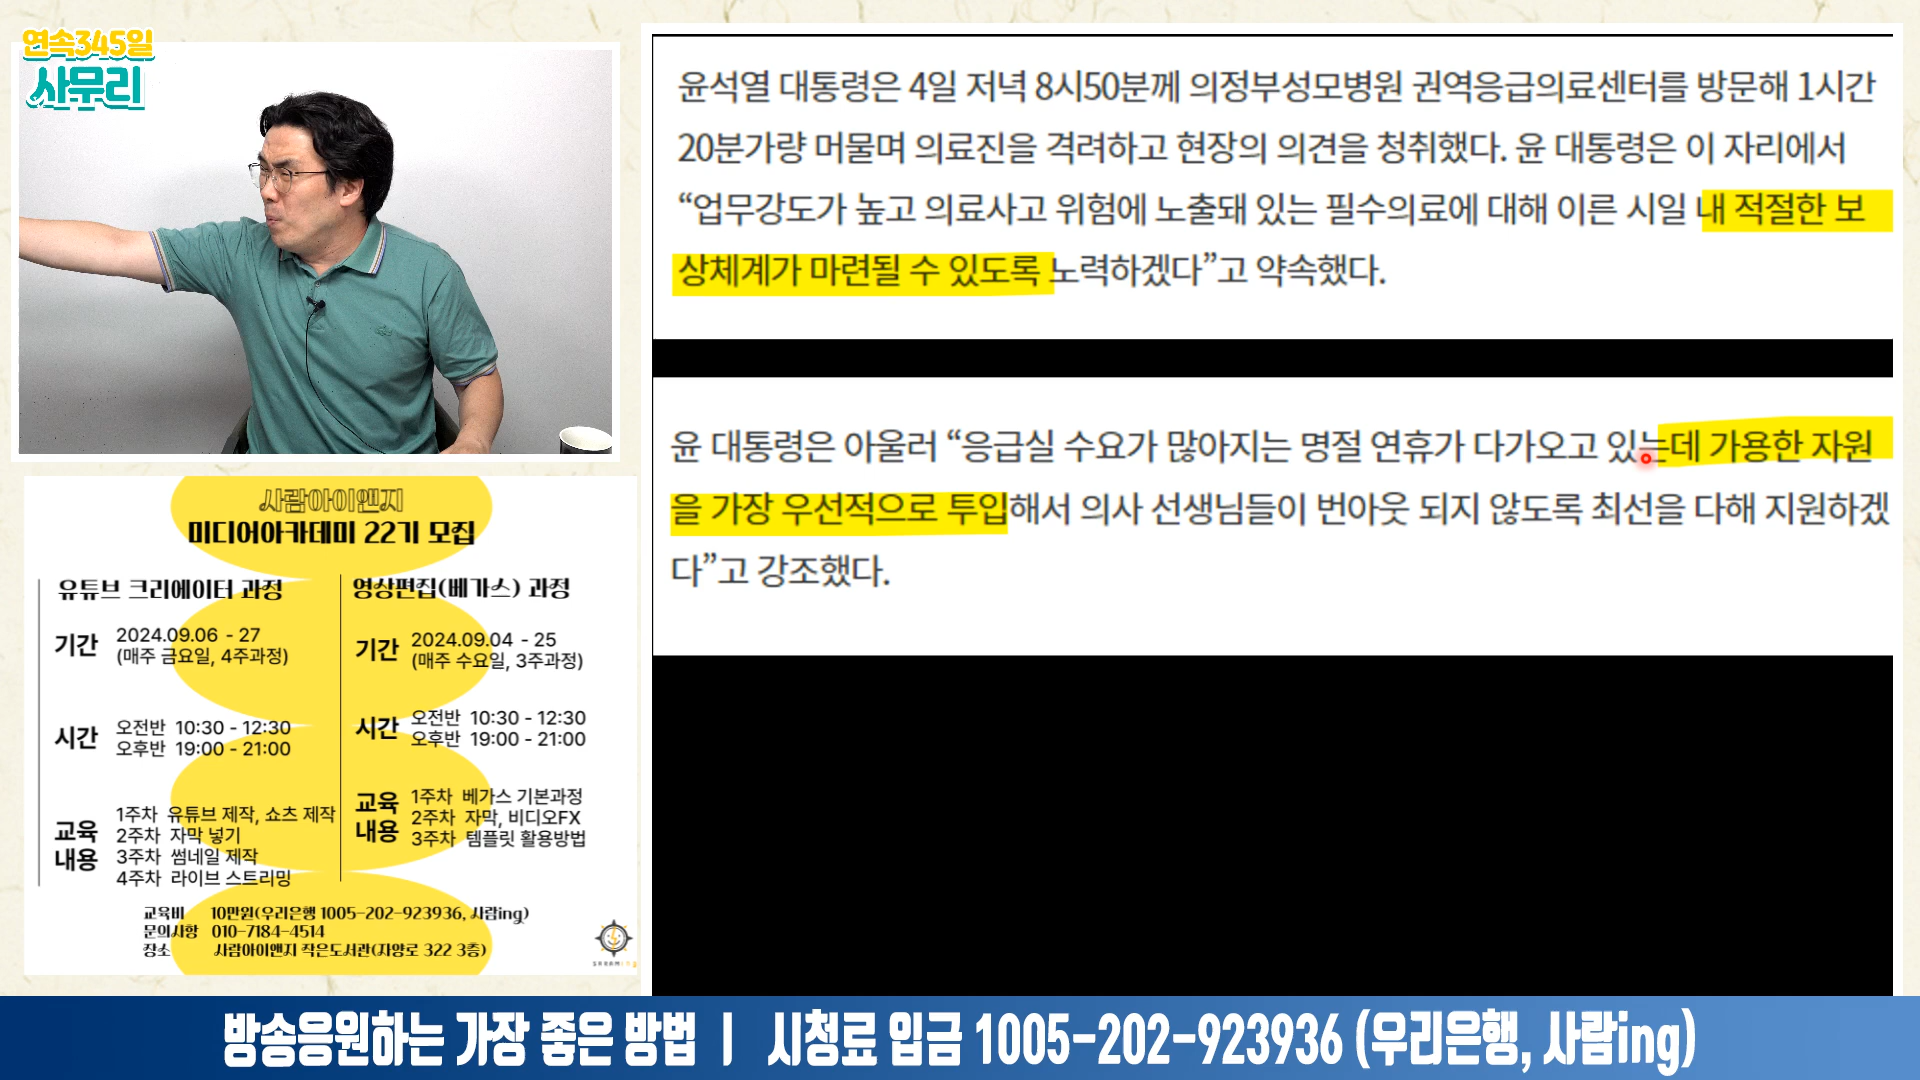 연속345일
사무리
윤석열 대통령은 4일 저녁 8시50분께 의정부성모병원 권역응급의료센터를 방문해 1시간
20분가량 머물며 의료진을 격려하고 현장의 의견을 청취했다. 윤 대통령은 이 자리에서
“업무강도가 높고 의료사고 위험에 노출돼 있는 필수의료에 대해 이른 시일 내 적절한 보
상체계가 마련될 수 있도록 노력하겠다”고 약속했다.
윤 대통령은 아울러 “응급실 수요가 많아지는 명절 연휴가 다가오고 있는데 가용한 자원
을 가장 우선적으로 투입해서 의사 선생님들이 번아웃 되지 않도록 최선을 다해 지원하겠
다”고 강조했다.
사람아이앤지
미디어아카데미 22기 모집
유튜브 크리에이터 과정
기간 2024.09.06 - 27
(매주 금요일, 4주과정)
시간 오전반 10:30 - 12:30
오후반 19:00 - 21:00
교육
내용
1주차 유튜브 제작, 쇼츠 제작
2주차 자막 넣기
3주차 썸네일 제작
4주차 라이브 스트리밍
영상편집(베가스) 과정
기간 2024.09.04 - 25
(매주 수요일, 3주과정)
시간 오전반 10:30 - 12:30
오후반 19:00 - 21:00
교육
내용
1주차 베가스 기본과정
2주차 자막, 비디오FX
3주차 템플릿 활용방법
교육비 10만원(우리은행 1005-202-923936, 사람ing)
문의사항 010-7184-4514
장소 사람아이앤지 작은도서관(자양로 322 3층)
방송응원하는 가장 좋은 방법 | 시청료 입금 1005-202-923936 (우리은행, 사람ing)